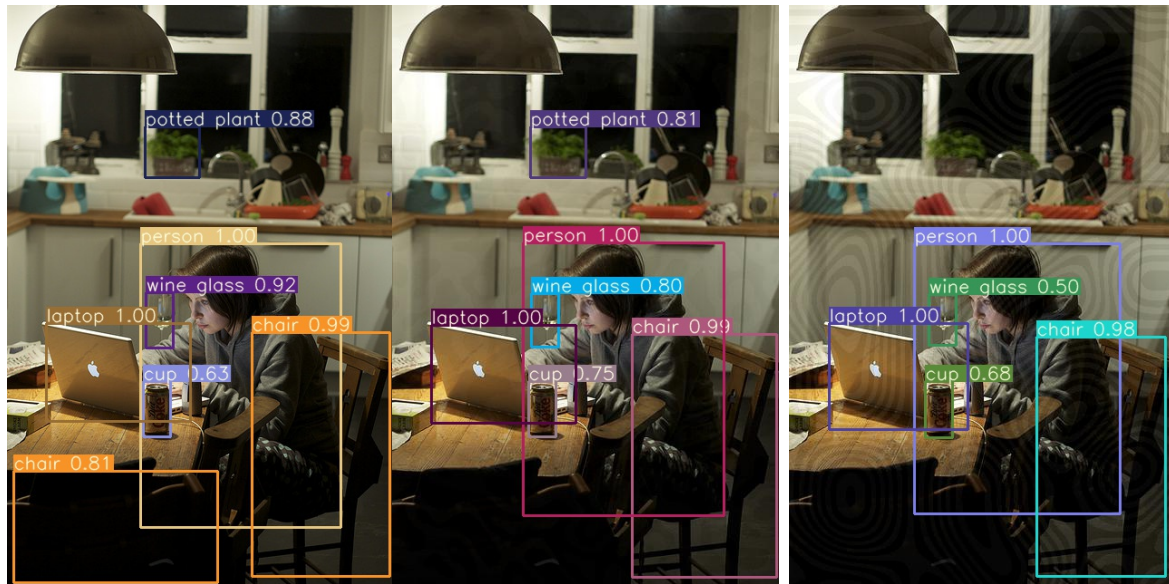 potted plant 0.88
person 1.00
wine glass 0.92
laptop 1.00
chair 0.99
cup 0.63
chair 0.81
potted plant 0.81
person 1.00
wine glass 0.80
laptop 1.00
chair 0.99
cup 0.75
person 1.00
wine glass 0.50
laptop 1.00
chair 0.98
cup 0.68